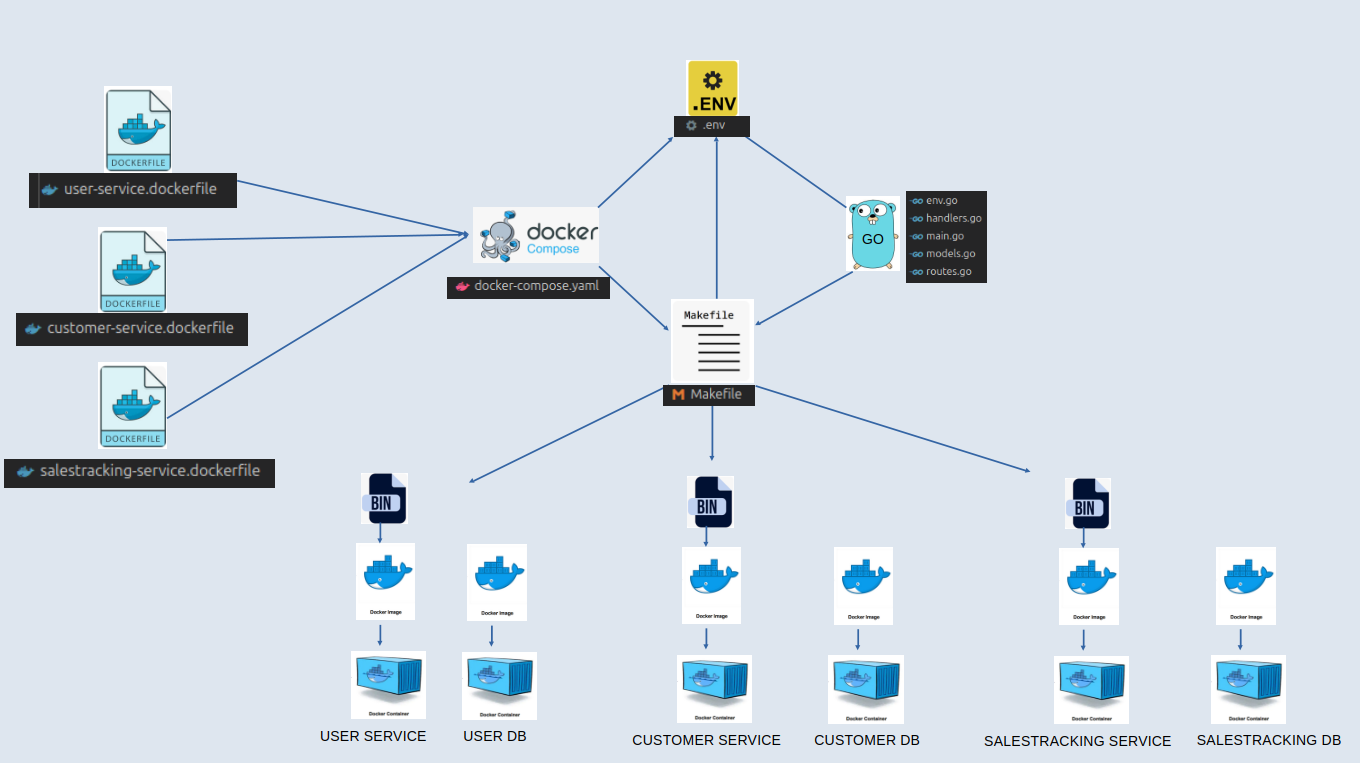 .ENV
.env
DOCKERFILE
user-service.dockerfile
DOCKERFILE
customer-service.dockerfile
DOCKERFILE
salestracking-service.dockerfile
docker
Compose
docker-compose.yaml
GO
env.go
handlers.go
main.go
models.go
routes.go
Makefile
Makefile
BIN
BIN
BIN
Docker Image
Docker Image
Docker Image
Docker Image
Docker Image
Docker Image
Docker Container
Docker Container
Docker Container
Docker Container
Docker Container
Docker Container
USER SERVICE
USER DB
CUSTOMER SERVICE
CUSTOMER DB
SALESTRACKING SERVICE
SALESTRACKING DB